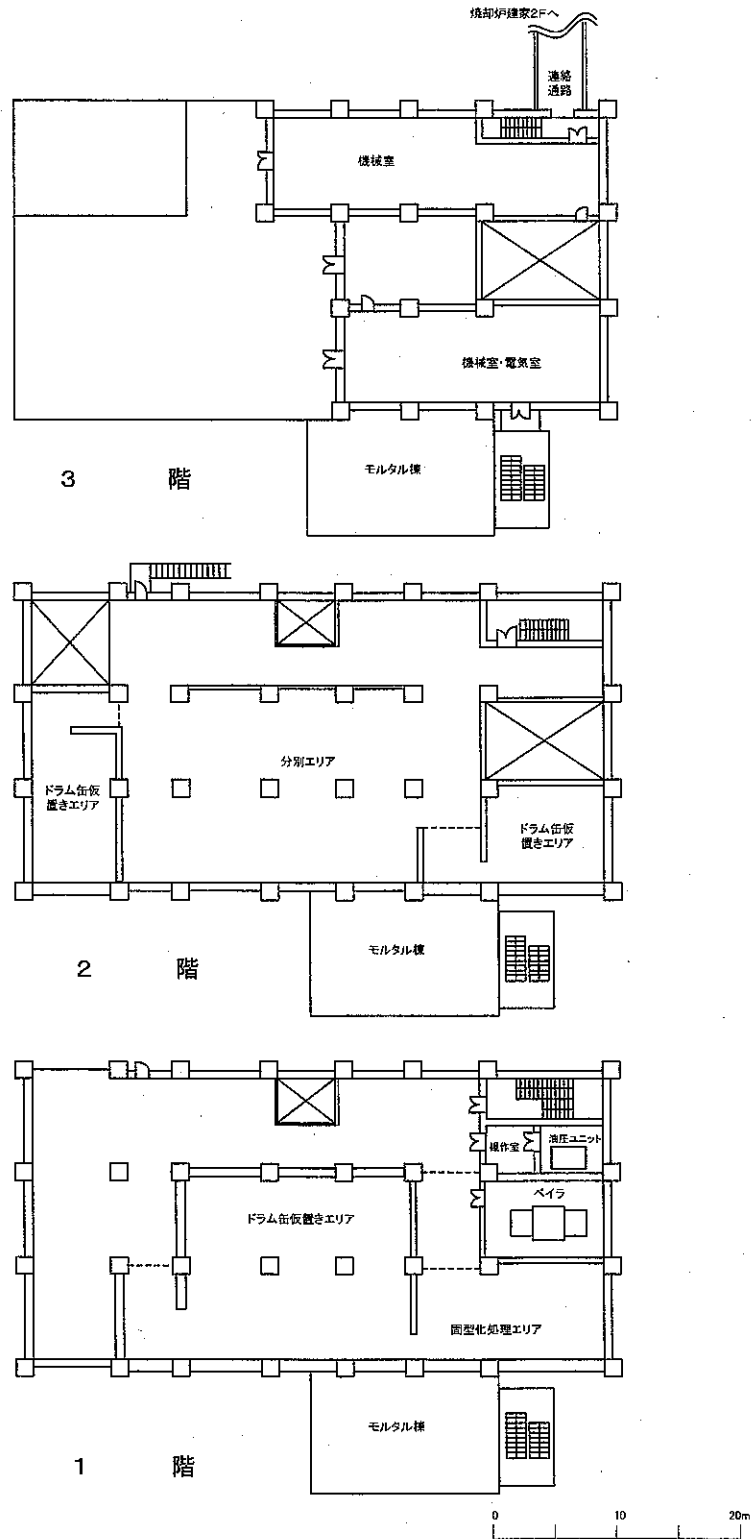 焼却炉建家2Fへ
連絡
通路
機械室
機械室・電気室
モルタル棟
3 階
分別エリア
ドラム缶仮
置きエリア
ドラム缶仮
置きエリア
モルタル棟
2 階
操作室
油圧ユニット
ベイラ
ドラム缶仮置きエリア
固型化処理エリア
モルタル棟
1 階
0 10 20m